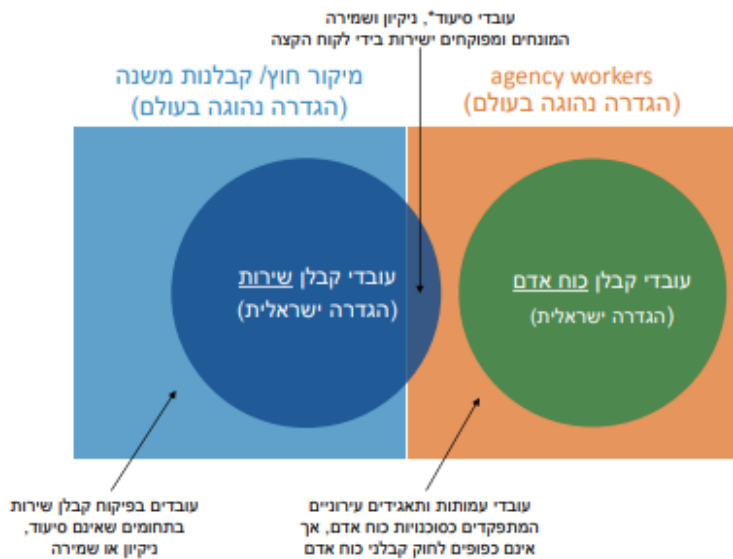 עובדי סיעוד*, ניקיון ושמירה
המונחים ומפוקחים ישירות בידי לקוח הקצה
agency workers
(הגדרה נהוגה בעולם)
מיקור חוץ/ קבלנות משנה
(הגדרה נהוגה בעולם)
עובדי קבלן כוח אדם
(הגדרה ישראלית)
עובדי קבלן שירות
(הגדרה ישראלית)
עובדי עמותות ותאגידים עירוניים
המתפקדים כסוכנויות כוח אדם, אך
אינם כפופים לחוק קבלני כוח אדם
עובדים בפיקוח קבלן שירות
בתחומים שאינם סיעוד,
ניקיון או שמירה